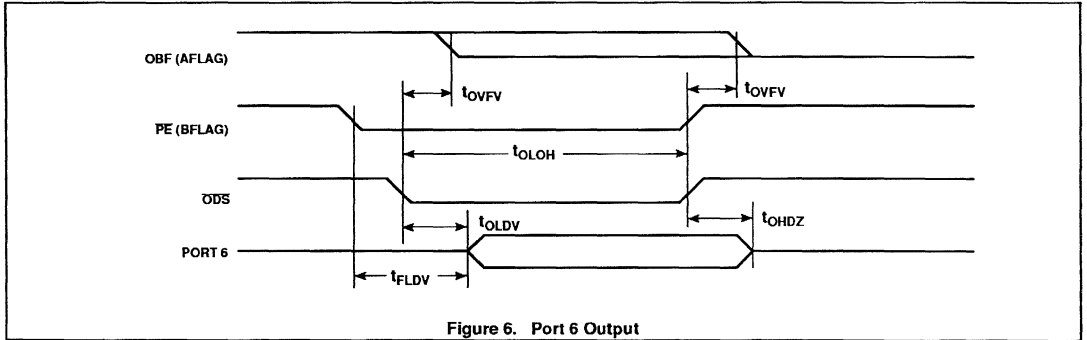 OBF (AFLAG)
tOVFV
tOVFV
PE (BFLAG)
tOLOH
ODS
tOLDV
tOHDZ
PORT 6
tFLDV
Figure 6. Port 6 Output